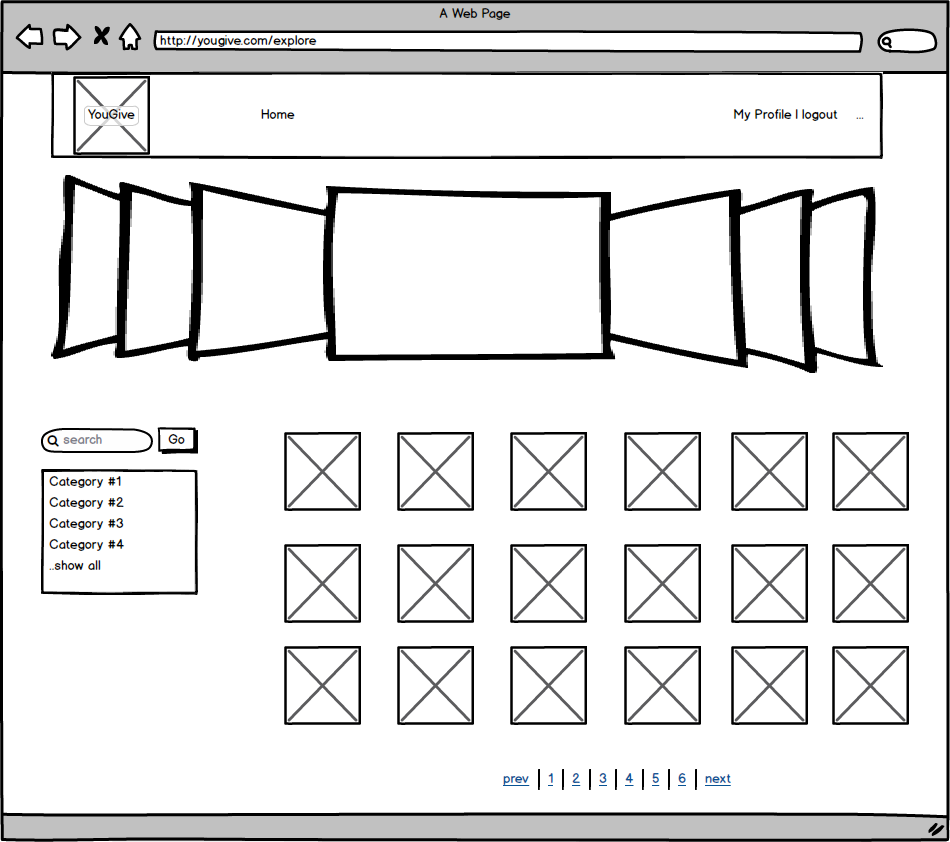 A Web Page
http://yougive.com/explore
YouGive
Home
My Profile I logout ...
search
Go
Category #1
Category #2
Category #3
Category #4
..show all
prev 1 2 3 4 5 6 next